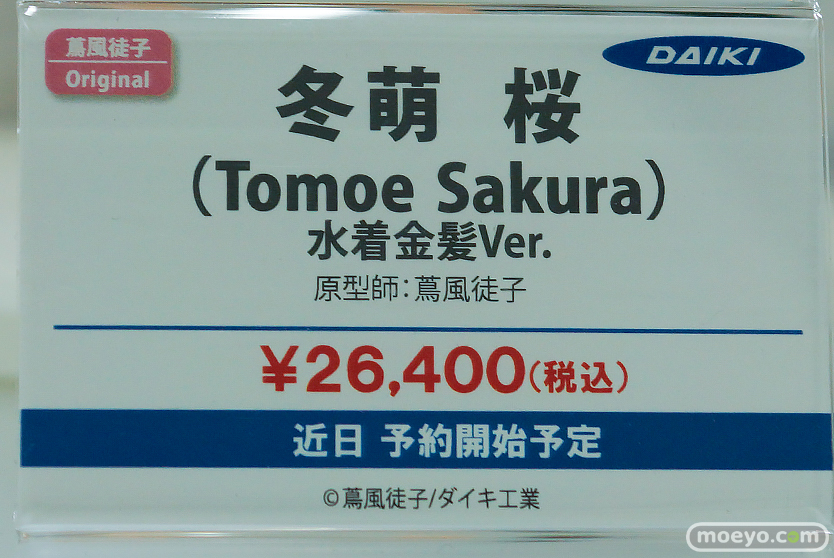 蔦風徒子
Original
DAIKI
冬萌 桜
（Tomoe Sakura）
水着金髪Ver.
原型師：蔦風徒子
￥26,400（税込）
近日 予約開始予定
©蔦風徒子/ダイキ工業
moeyo.com